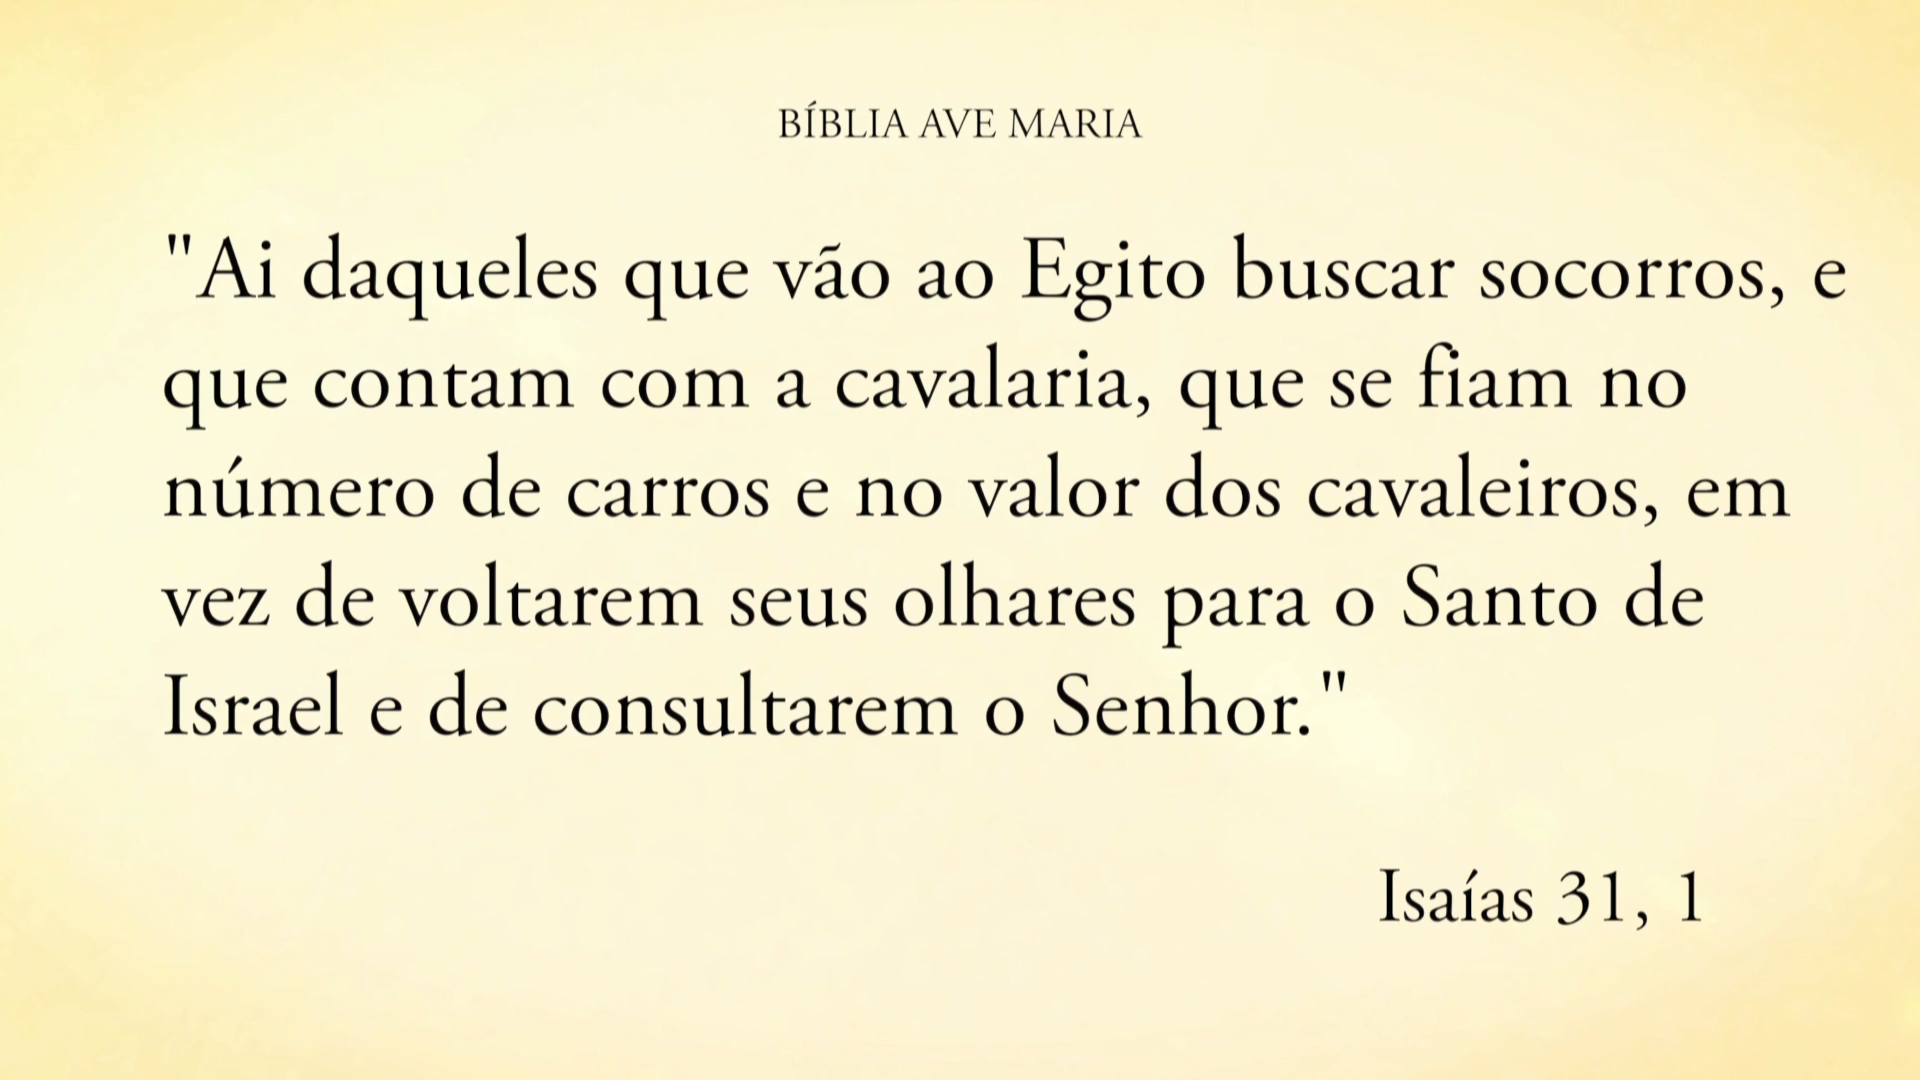 BÍBLIA AVE MARIA
"Ai daqueles que vão ao Egito buscar socorros, e
que contam com a cavalaria, que se fiam no
número de carros e no valor dos cavaleiros, em
vez de voltarem seus olhares para o Santo de
Israel e de consultarem o Senhor."
Isaías 31, 1